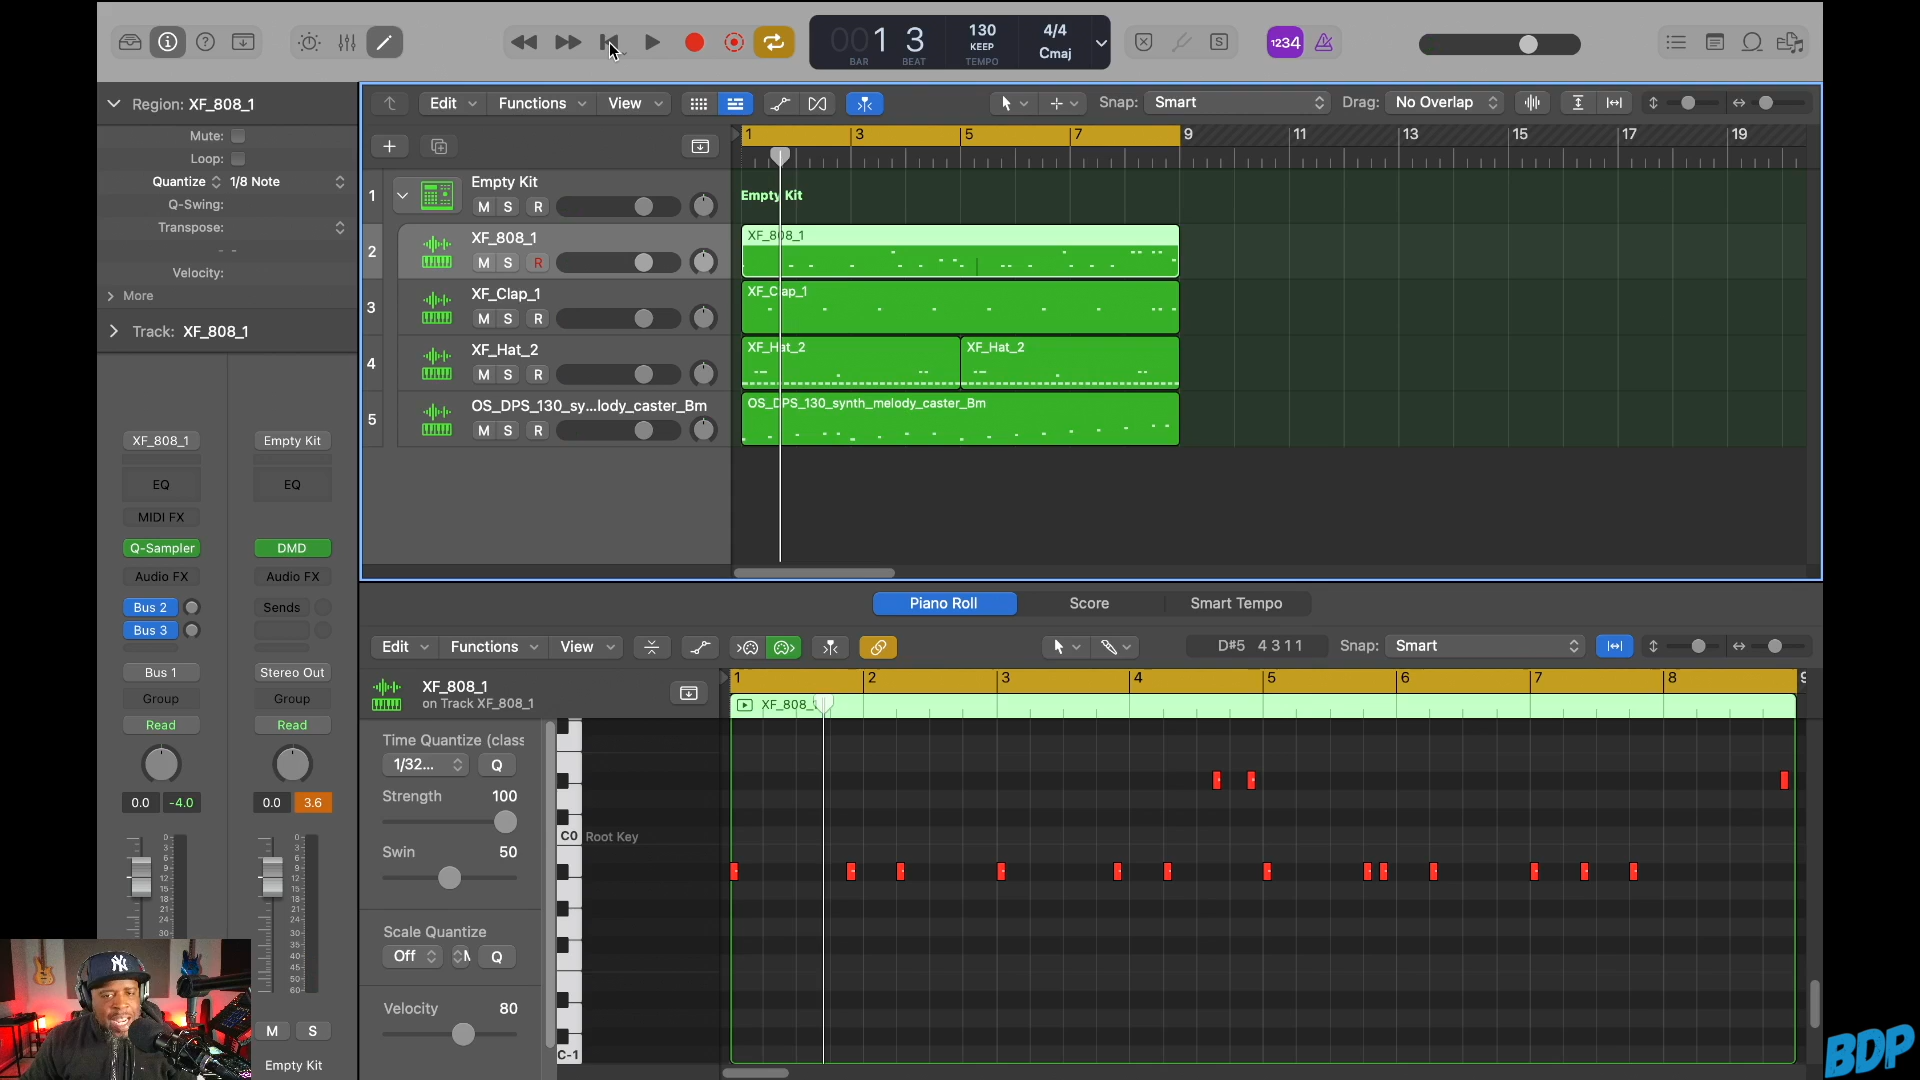 001 3
BAR BEAT
130
KEEP
TEMPO
4/4
Cmaj
1234
Region: XF_808_1
Mute:
Loop:
Quantize 1/8 Note
Q-Swing:
Transpose:
- -
Velocity:
More
Track: XF_808_1
Edit Functions View Snap: Smart Drag: No Overlap
1 3 5 7 9 11 13 15 17 19
1 Empty Kit
M S R
Empty Kit
2 XF_808_1
M S R
XF_808_1
3 XF_Clap_1
M S R
XF_Clap_1
4 XF_Hat_2
M S R
XF_Hat_2 XF_Hat_2
5 OS_DPS_130_sy...lody_caster_Bm
M S R
OS_DPS_130_synth_melody_caster_Bm
XF_808_1 Empty Kit
EQ EQ
MIDI FX
Q-Sampler DMD
Audio FX Audio FX
Bus 2 Sends
Bus 3
Bus 1 Stereo Out
Group Group
Read Read
0.0 -4.0 0.0 3.6
M S
Empty Kit
Piano Roll Score Smart Tempo
Edit Functions View D#5 4 3 1 1 Snap: Smart
XF_808_1
on Track XF_808_1
1 2 3 4 5 6 7 8 9
XF_808_1
Time Quantize (class
1/32... Q
Strength 100
Swin 50
Scale Quantize
Off Q
Velocity 80
C0 Root Key
C-1
NY
BDP